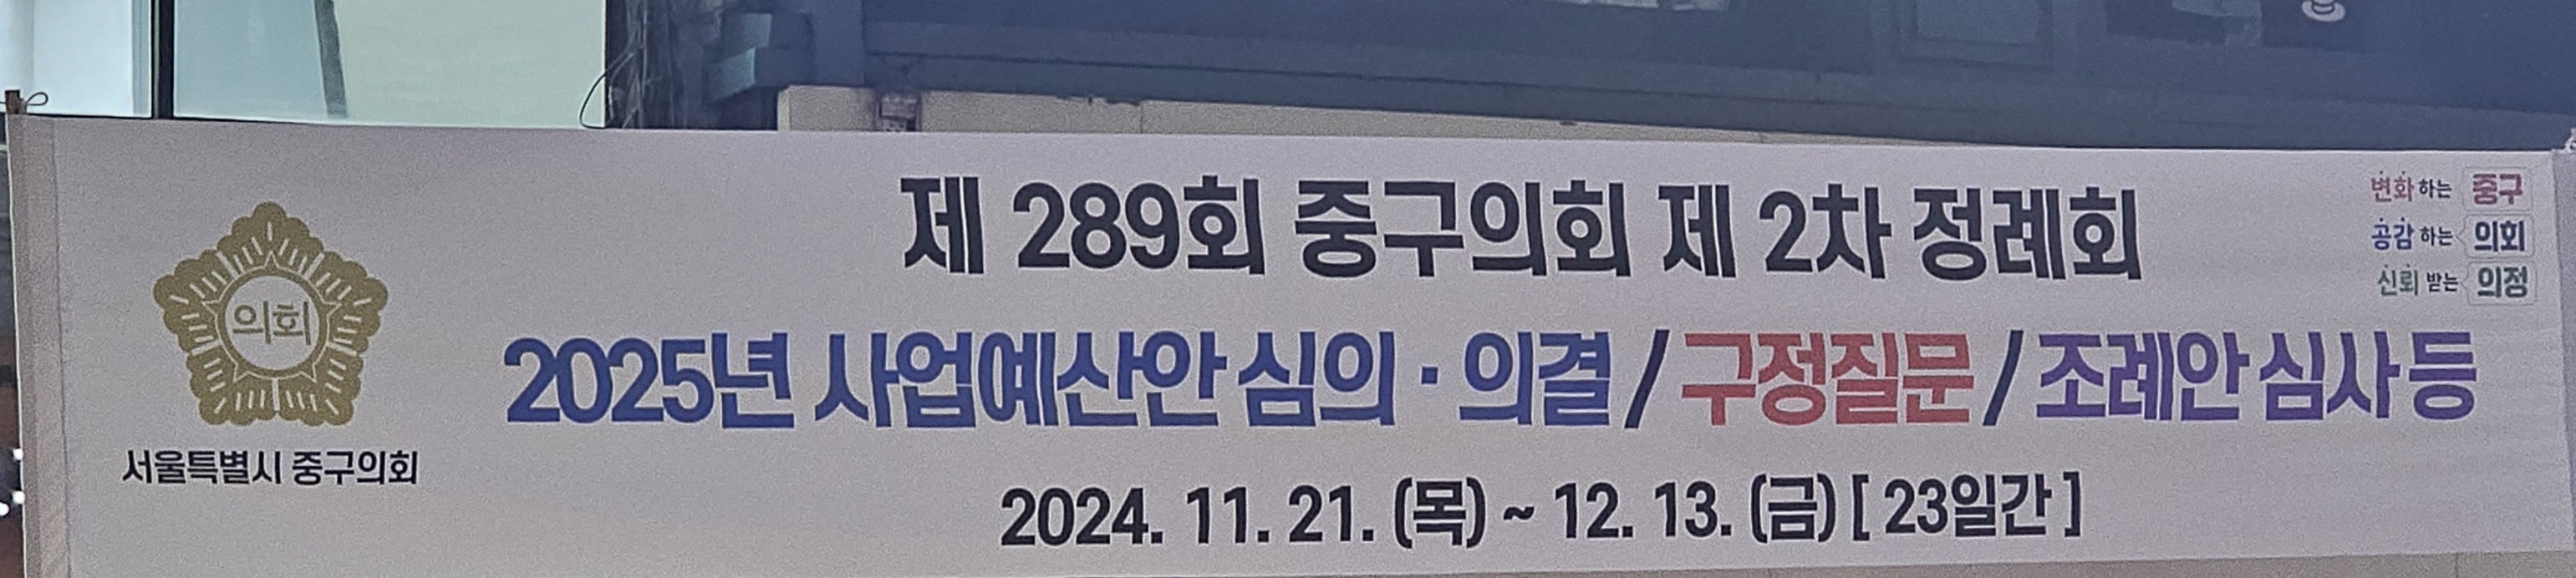 의회
서울특별시 중구의회
제 289회 중구의회 제 2차 정례회
2025년 사업예산안 심의 · 의결 / 구정질문 / 조례안 심사 등
2024. 11. 21. (목) ~ 12. 13. (금) [ 23일간 ]
변화 하는 중구
공감 하는 의회
신뢰 받는 의정